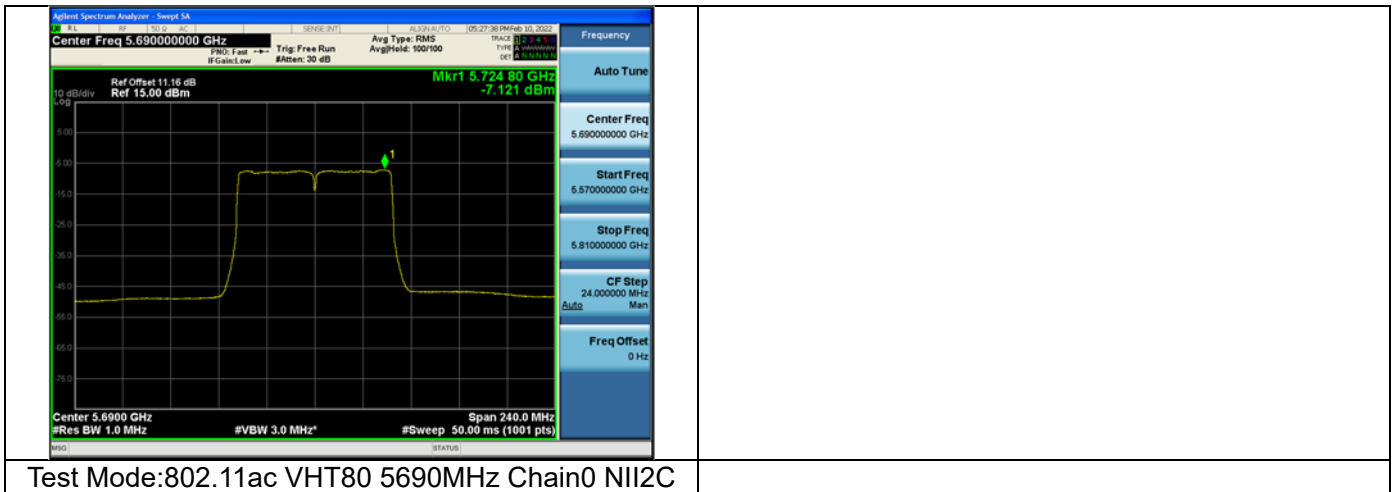 Agilent Spectrum Analyzer - Swept SA
RL RF 50 Ω AC SENSE:INT ALIGN AUTO 05:27:38 PM Feb 10, 2022
Center Freq 5.690000000 GHz
PNO: Fast
IFGain:Low
Trig: Free Run
#Atten: 30 dB
Avg Type: RMS
Avg|Hold: 100/100
TRACE 1 2 3 4 5 6
TYPE A WWWWW
DET A N N N N N
Frequency
Mkr1 5.724 80 GHz
-7.121 dBm
Ref Offset 11.16 dB
10 dB/div Ref 15.00 dBm
Log
5.00
-5.00
-15.0
-25.0
-35.0
-45.0
-55.0
-65.0
-75.0
1
Center 5.6900 GHz Span 240.0 MHz
#Res BW 1.0 MHz #VBW 3.0 MHz* #Sweep 50.00 ms (1001 pts)
MSG STATUS
Auto Tune
Center Freq
5.690000000 GHz
Start Freq
5.570000000 GHz
Stop Freq
5.810000000 GHz
CF Step
24.000000 MHz
Auto Man
Freq Offset
0 Hz
Test Mode:802.11ac VHT80 5690MHz Chain0 NII2C